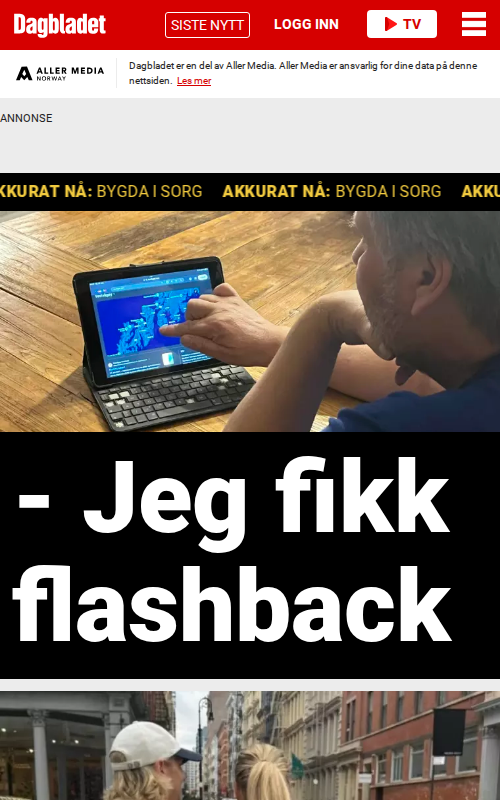 Dagbladet
SISTE NYTT
LOGG INN
TV
ALLER MEDIA
NORWAY
Dagbladet er en del av Aller Media. Aller Media er ansvarlig for dine data på denne
nettsiden. Les mer
ANNONSE
KKURAT NÅ: BYGDA I SORG AKKURAT NÅ: BYGDA I SORG AKKU
- Jeg fikk
flashback